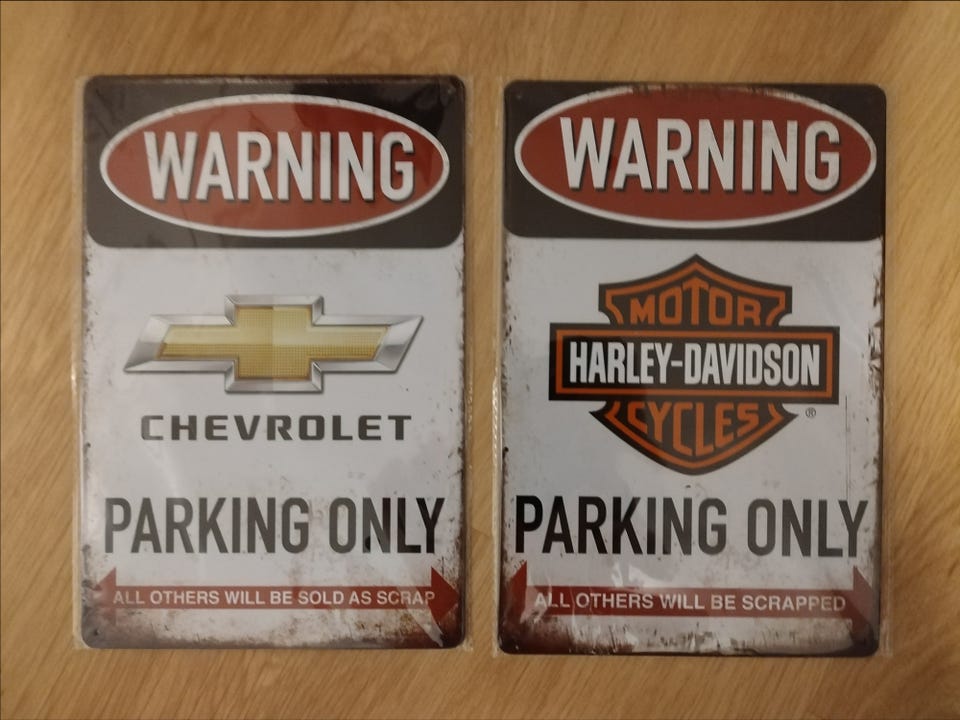 WARNING
CHEVROLET
PARKING ONLY
ALL OTHERS WILL BE SOLD AS SCRAP
WARNING
MOTOR
HARLEY-DAVIDSON
CYCLES ®
PARKING ONLY
ALL OTHERS WILL BE SCRAPPED